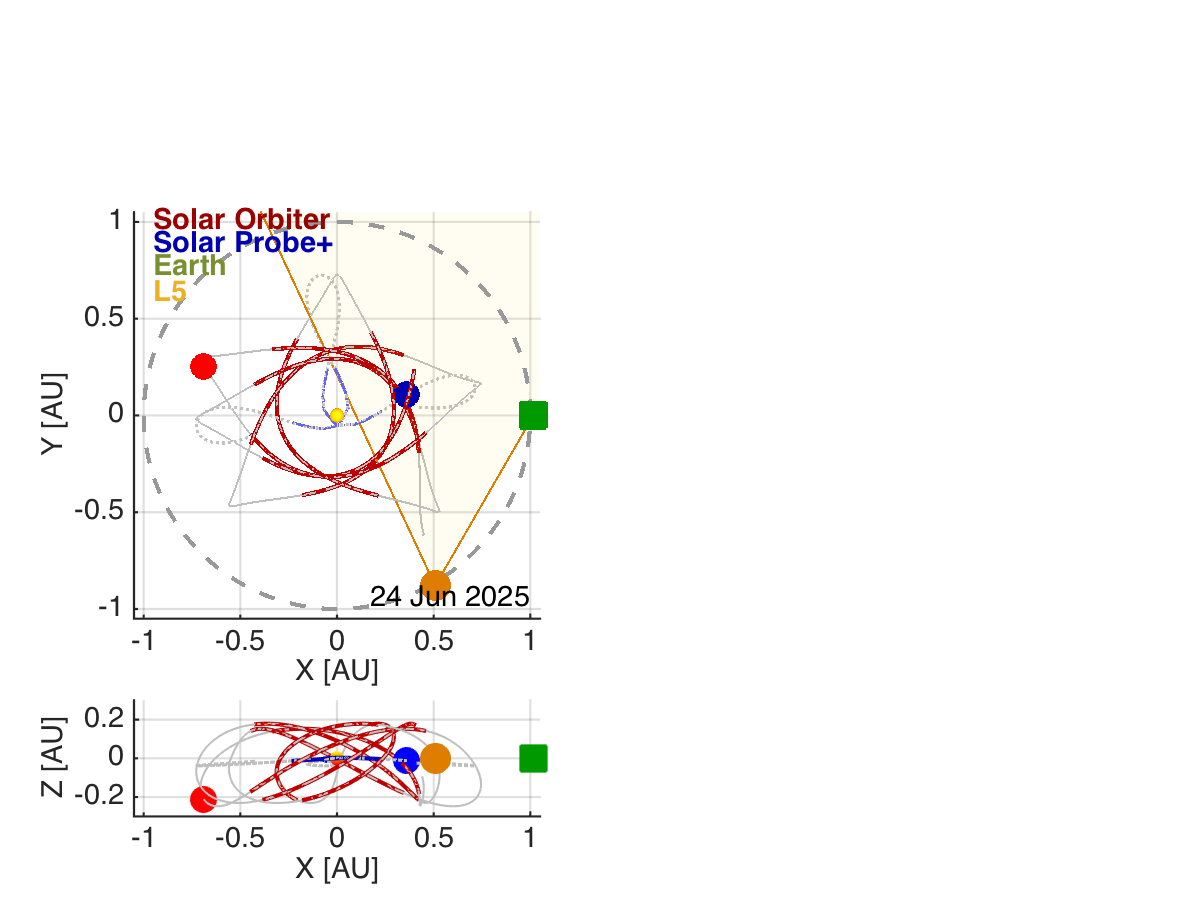 Solar Orbiter
Solar Probe+
Earth
L5
1
0.5
0
-0.5
-1
Y [AU]
24 Jun 2025
-1 -0.5 0 0.5 1
X [AU]
0.2
0
-0.2
Z [AU]
-1 -0.5 0 0.5 1
X [AU]